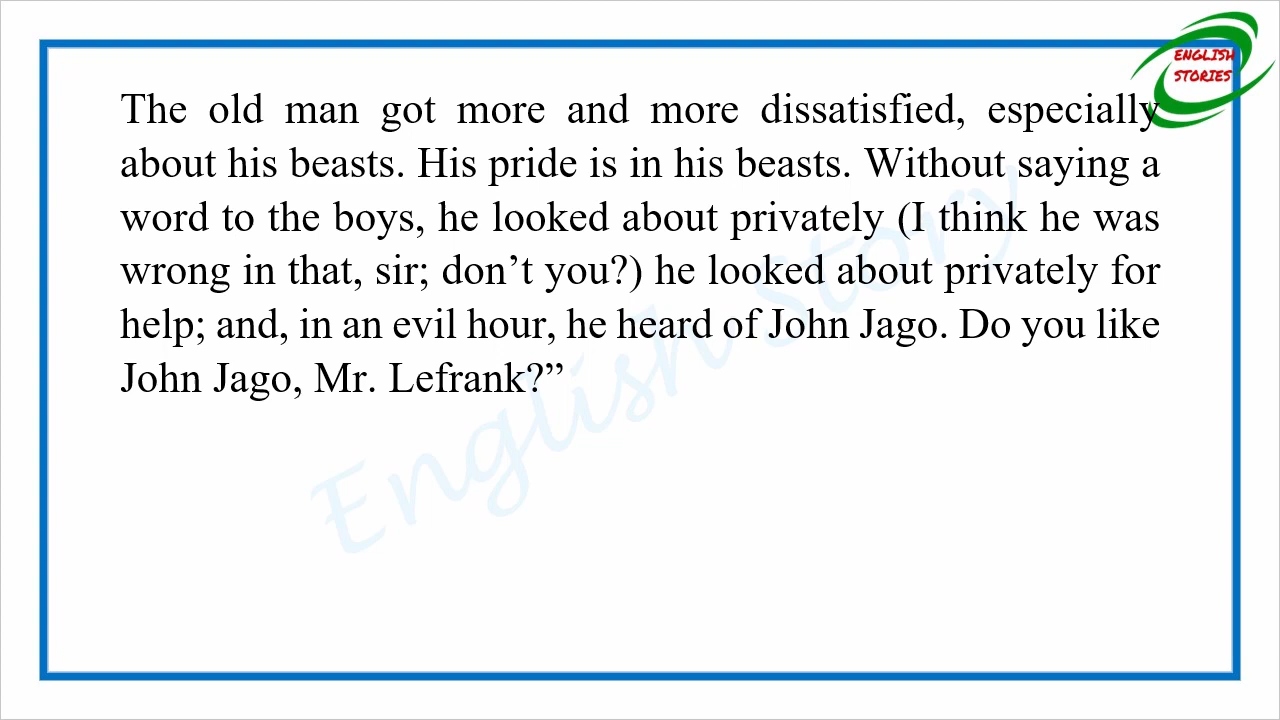 ENGLISH
STORIES
The old man got more and more dissatisfied, especially
about his beasts. His pride is in his beasts. Without saying a
word to the boys, he looked about privately (I think he was
wrong in that, sir; don’t you?) he looked about privately for
help; and, in an evil hour, he heard of John Jago. Do you like
John Jago, Mr. Lefrank?”
English Story